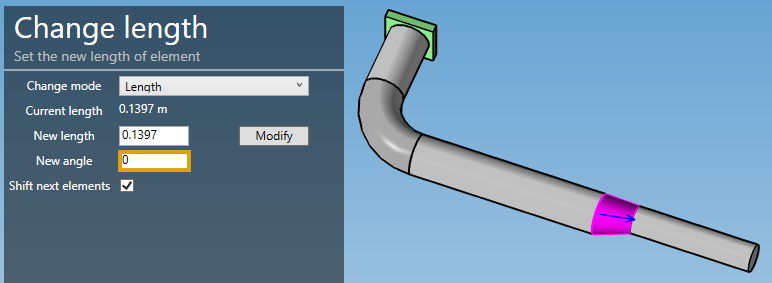 Change length
Set the new length of element
Change mode Length
Current length 0.1397 m
New length 0.1397 Modify
New angle 0
Shift next elements